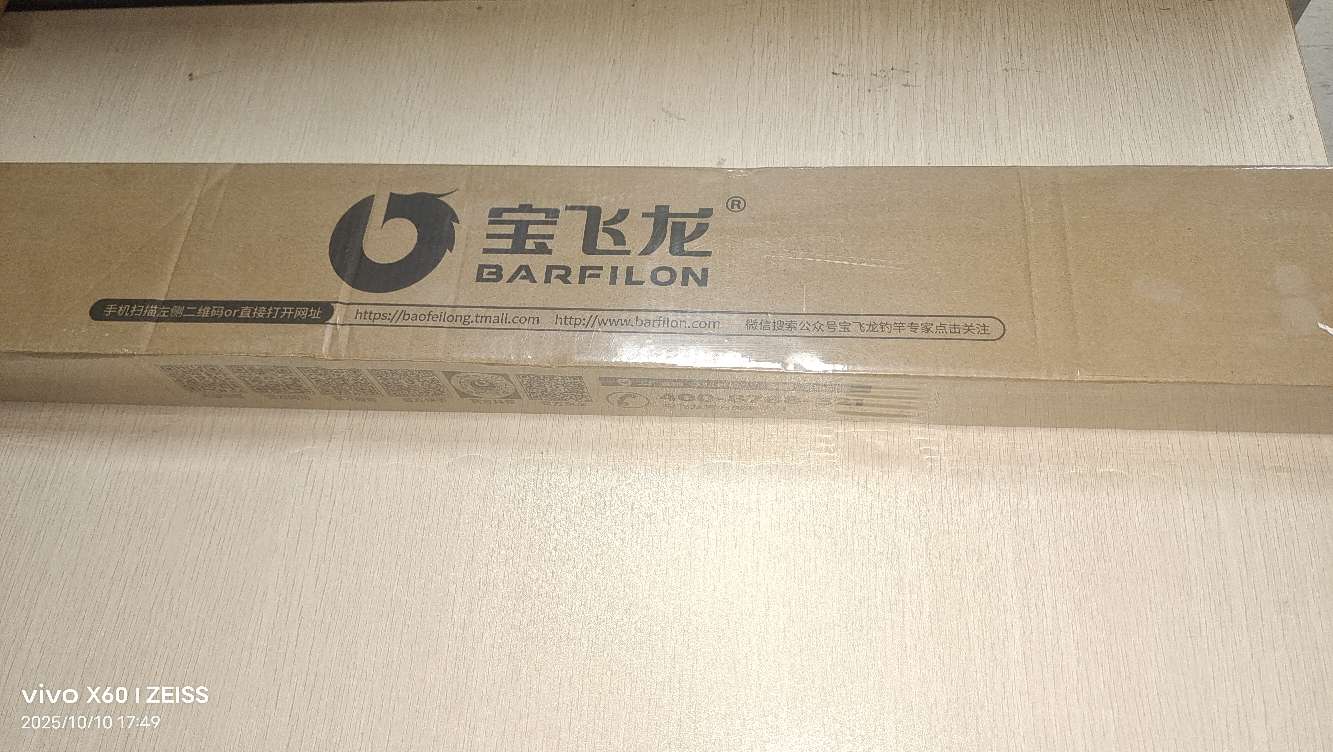 宝飞龙®
BARFILON
手机扫描左侧二维码or直接打开网址 https://baofeilong.tmall.com http://www.barfilon.com 微信搜索公众号宝飞龙钓竿专家点击关注
400-8788-
vivo X60 | ZEISS
2025/10/10 17:49